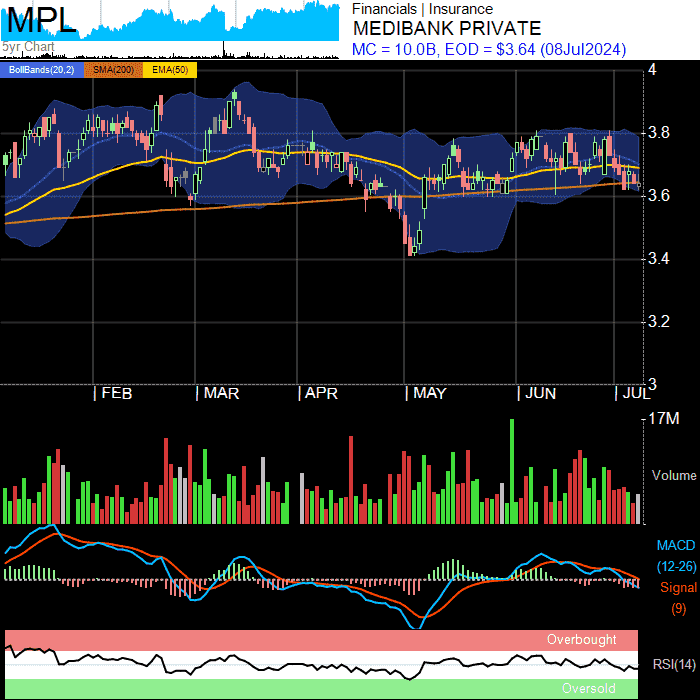 MPL
5yr Chart
Financials | Insurance
MEDIBANK PRIVATE
MC = 10.0B, EOD = $3.64 (08Jul2024)
BollBands(20,2) SMA(200) EMA(50)
4
3.8
3.6
3.4
3.2
3
| FEB | MAR | APR | MAY | JUN | JUL
17M
Volume
MACD
(12-26)
Signal
(9)
Overbought
RSI(14)
Oversold